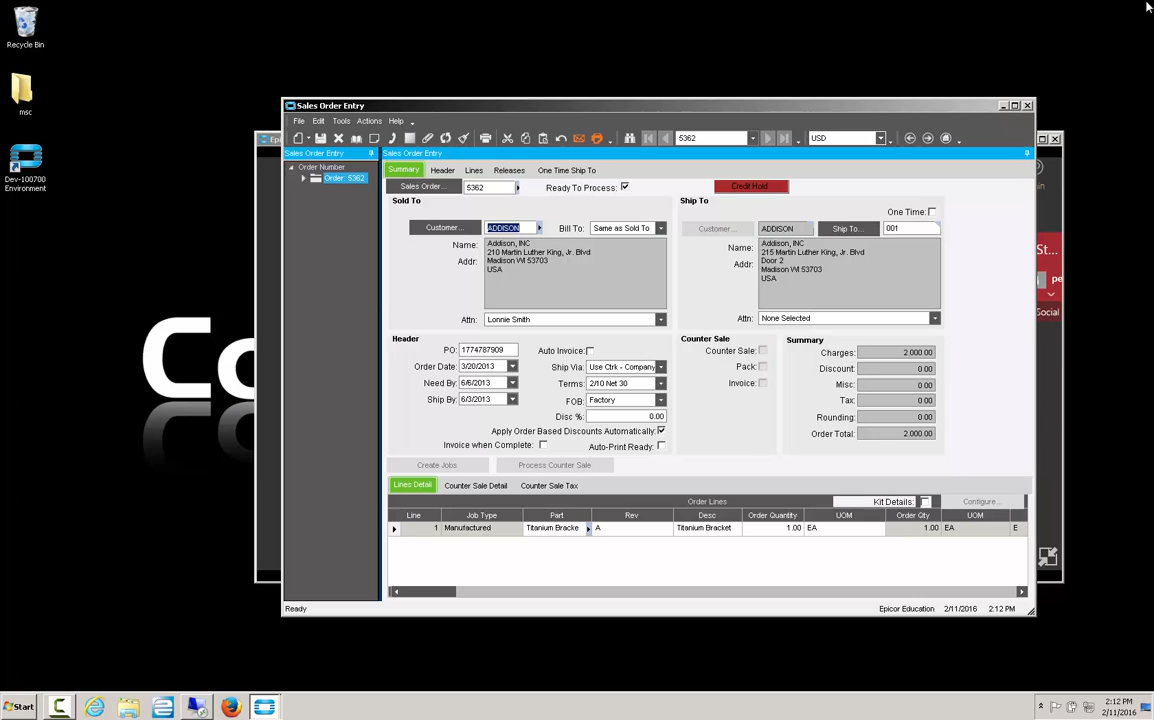 Recycle Bin
msc
Dev-100700
Environment
Co
Sales Order Entry
File Edit Tools Actions Help
5362 USD
Sales Order Entry
Order Number
Order: 5362
Sales Order Entry
Summary Header Lines Releases One Time Ship To
Sales Order... 5362 Ready To Process: Credit Hold
Sold To Ship To
One Time:
Customer... ADDISON Bill To: Same as Sold To Customer... ADDISON Ship To... 001
Name: Addison, INC
210 Martin Luther King, Jr. Blvd
Addr: Madison WI 53703
USA
Name: Addison, INC
215 Martin Luther King, Jr. Blvd
Addr: Door 2
Madison WI 53703
USA
Attn: Lonnie Smith Attn: None Selected
Header Counter Sale Summary
PO: 1774787909 Auto Invoice: Counter Sale: Charges: 2,000.00
Order Date: 3/20/2013 Ship Via: Use Ctrk - Company Pack: Discount: 0.00
Need By: 6/6/2013 Terms: 2/10 Net 30 Invoice: Misc: 0.00
Ship By: 6/3/2013 FOB: Factory Tax: 0.00
Disc %: 0.00 Rounding: 0.00
Apply Order Based Discounts Automatically: Order Total: 2,000.00
Invoice when Complete: Auto-Print Ready:
Create Jobs Process Counter Sale
Lines Detail Counter Sale Detail Counter Sale Tax
Order Lines Kit Details: Configure...
Line Job Type Part Rev Desc Order Quantity UOM Order Qty UOM
1 Manufactured Titanium Bracke A Titanium Bracket 1.00 EA 1.00 EA E
Ready Epicor Education 2/11/2016 2:12 PM
St...
pe
Social
Start
2:12 PM
2/11/2016